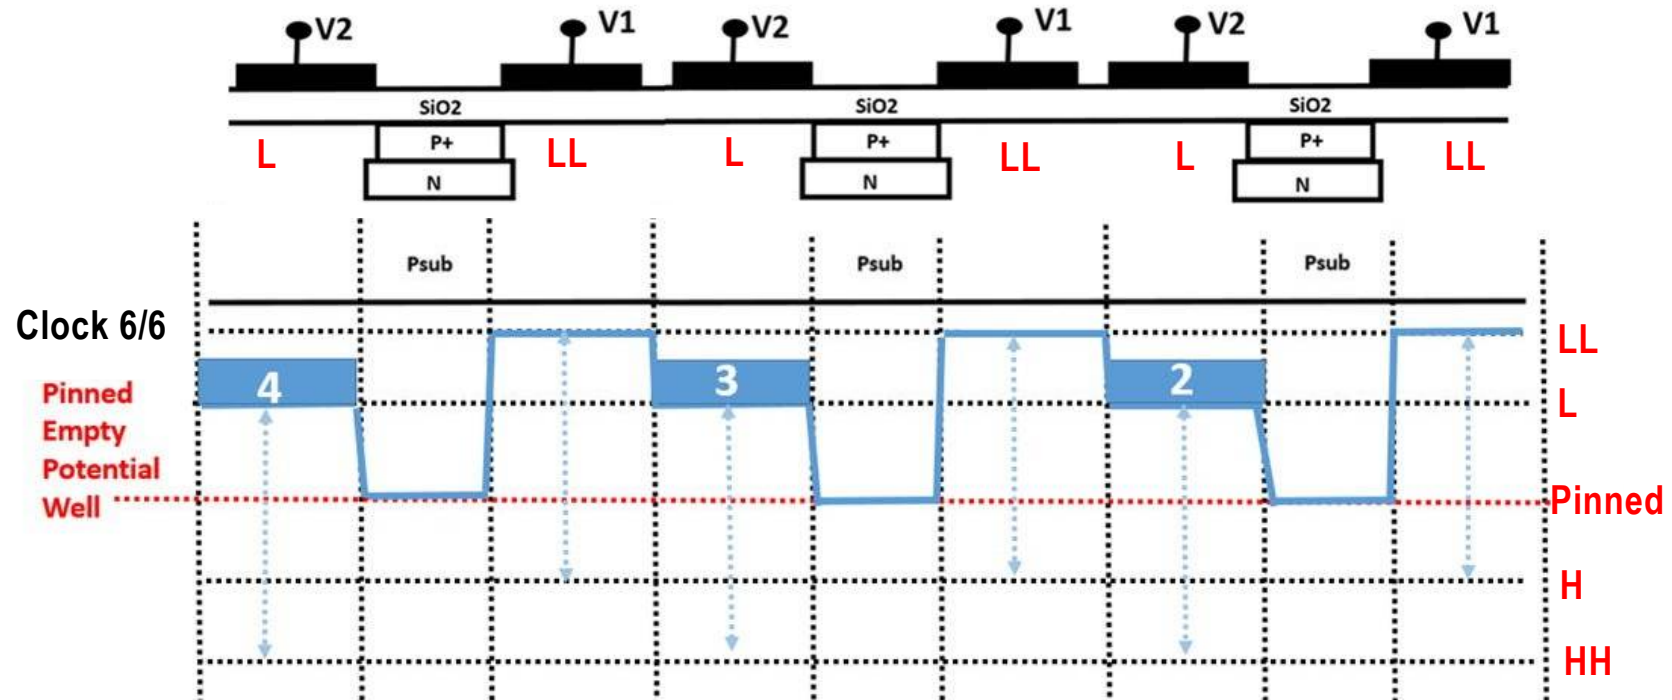 V2 V1 V2 V1 V2 V1
SiO2 SiO2 SiO2
P+ P+ P+
L LL L LL L LL
N N N
Psub Psub Psub
Clock 6/6
LL
4 3 2
Pinned
L
Empty
Potential
Well
Pinned
H
HH